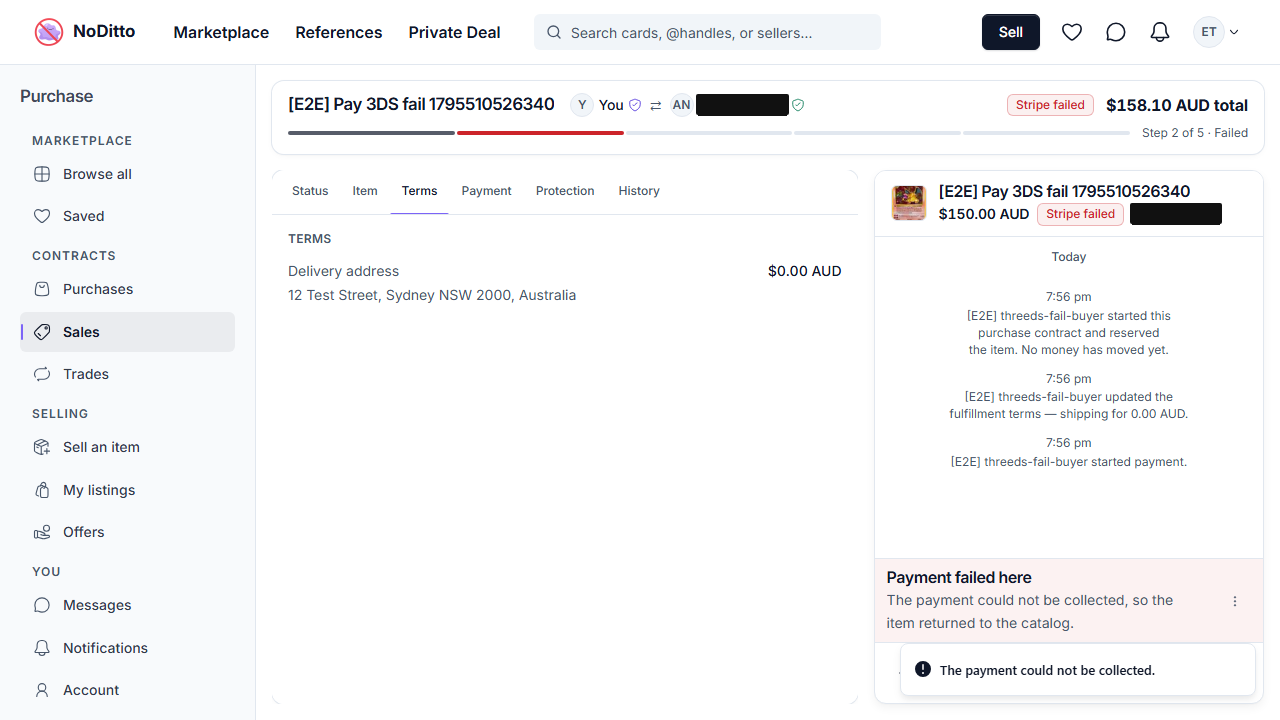 NoDitto
Marketplace
References
Private Deal
Search cards, @handles, or sellers...
Sell
ET
Purchase
MARKETPLACE
Browse all
Saved
CONTRACTS
Purchases
Sales
Trades
SELLING
Sell an item
My listings
Offers
YOU
Messages
Notifications
Account
[E2E] Pay 3DS fail 1795510526340
Y
You
AN
Stripe failed
$158.10 AUD total
Step 2 of 5 · Failed
Status
Item
Terms
Payment
Protection
History
TERMS
Delivery address
$0.00 AUD
12 Test Street, Sydney NSW 2000, Australia
[E2E] Pay 3DS fail 1795510526340
$150.00 AUD
Stripe failed
Today
7:56 pm
[E2E] threeds-fail-buyer started this
purchase contract and reserved
the item. No money has moved yet.
7:56 pm
[E2E] threeds-fail-buyer updated the
fulfillment terms — shipping for 0.00 AUD.
7:56 pm
[E2E] threeds-fail-buyer started payment.
Payment failed here
The payment could not be collected, so the
item returned to the catalog.
The payment could not be collected.